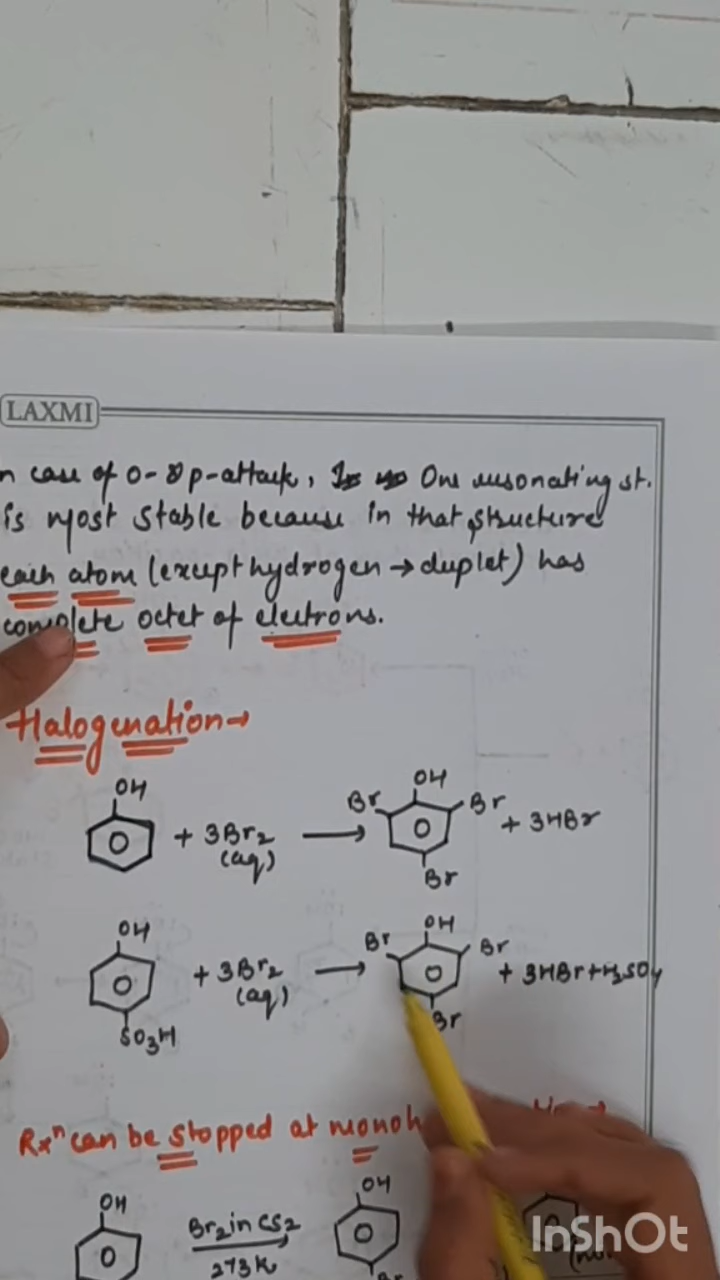 LAXMI
n case of o- & p-attack, One resonating st.
is most stable because in that structure
each atom (except hydrogen → duplet) has
complete octet of electrons.
Halogenation →
OH OH
Br Br
+ 3Br2 → + 3HBr
(aq)
Br
OH OH
Br Br
+ 3Br2 → + 3HBr + H2SO4
(aq)
SO3H Br
Rxn can be stopped at monoh
OH OH
Br2 in CS2
273K
Br
InShOt